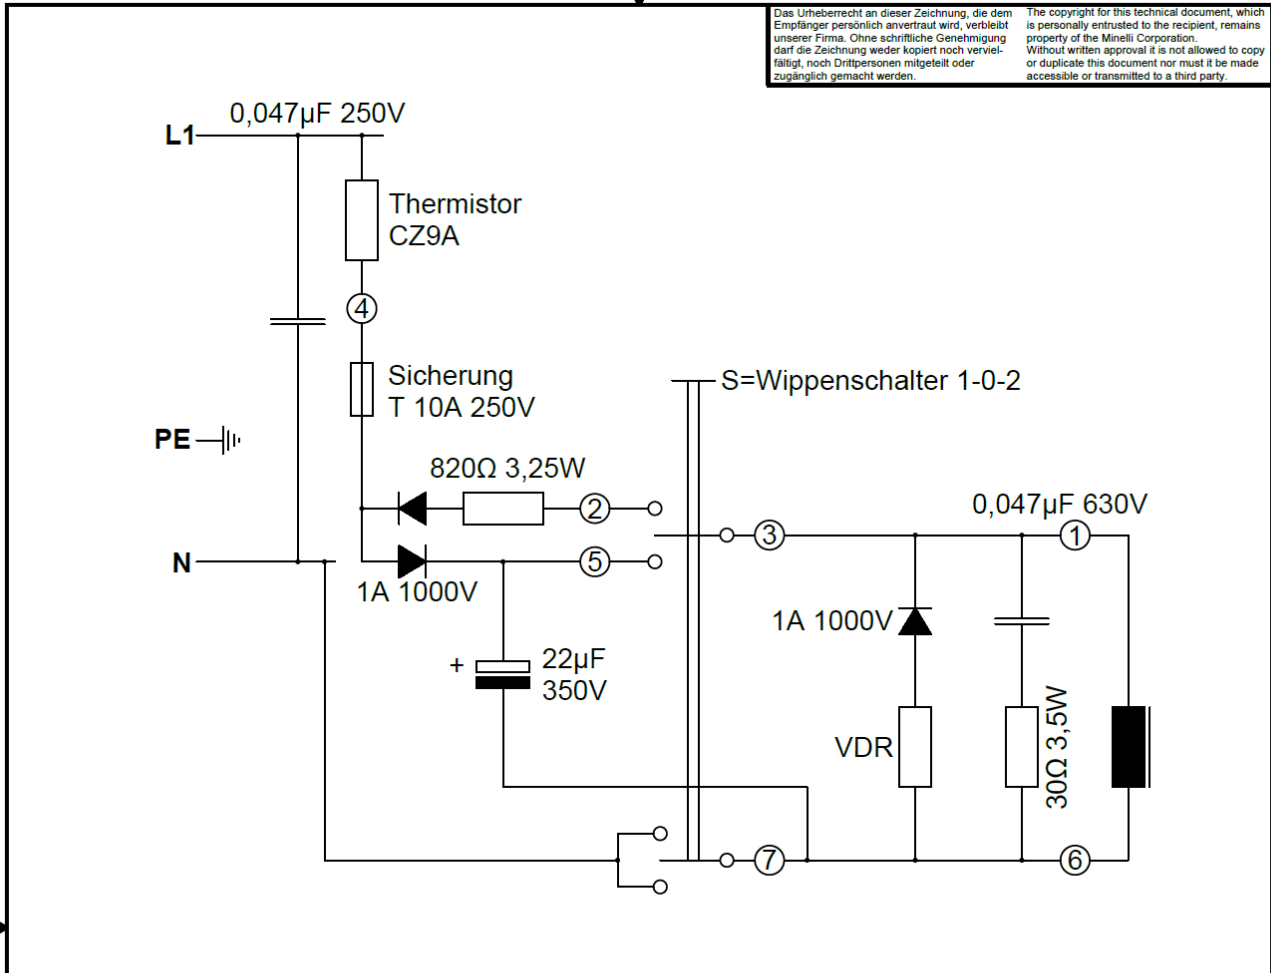 Das Urheberrecht an dieser Zeichnung, die dem
Empfänger persönlich anvertraut wird, verbleibt
unserer Firma. Ohne schriftliche Genehmigung
darf die Zeichnung weder kopiert noch verviel-
fältigt, noch Drittpersonen mitgeteilt oder
zugänglich gemacht werden.
The copyright for this technical document, which
is personally entrusted to the recipient, remains
property of the Minelli Corporation.
Without written approval it is not allowed to copy
or duplicate this document nor must it be made
accessible or transmitted to a third party.
0,047µF 250V
L1
Thermistor
CZ9A
4
Sicherung
T 10A 250V
S=Wippenschalter 1-0-2
PE
820Ω 3,25W
2
0,047µF 630V
3
1
N
5
1A 1000V
1A 1000V
+
22µF
350V
VDR
30Ω 3,5W
7
6